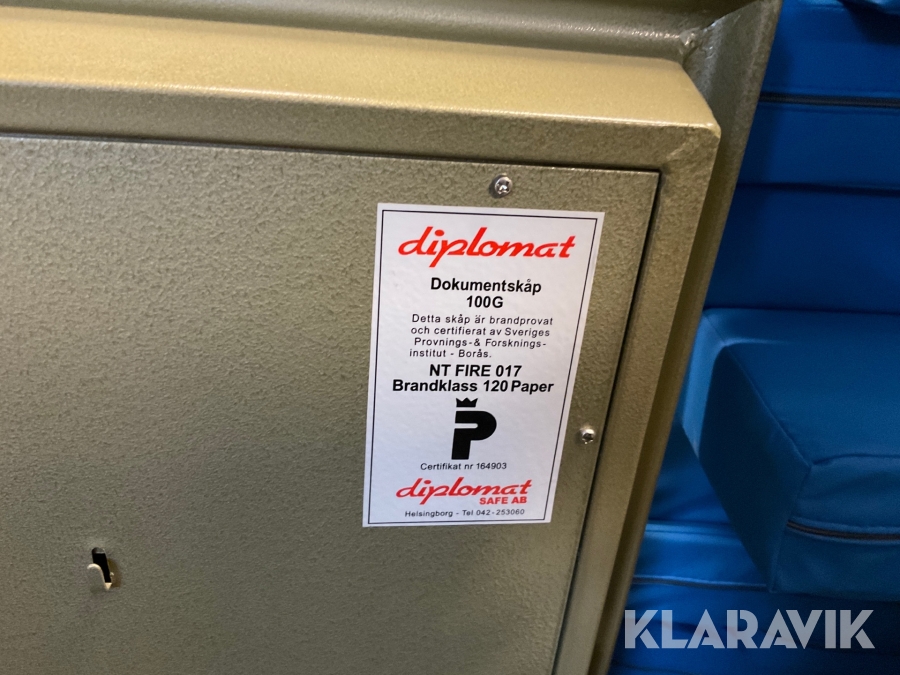 diplomat
Dokumentskåp
100G
Detta skåp är brandprovat
och certifierat av Sveriges
Provnings-& Forsknings-
institut - Borås.
NT FIRE 017
Brandklass 120 Paper
P
Certifikat nr 164903
diplomat
SAFE AB
Helsingborg - Tel 042-253060
KLARAVIK